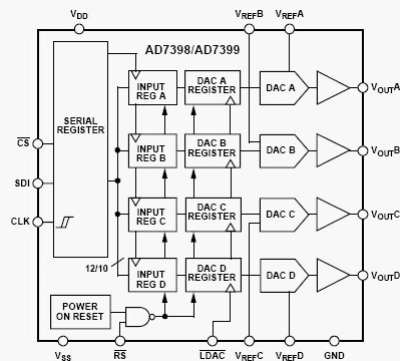 VDD
VREFB
VREFA
AD7398/AD7399
SERIAL
REGISTER
INPUT
REG A
DAC A
REGISTER
DAC A
VOUTA
CS
INPUT
REG B
DAC B
REGISTER
DAC B
VOUTB
SDI
CLK
INPUT
REG C
DAC C
REGISTER
DAC C
VOUTC
12/10
INPUT
REG D
DAC D
REGISTER
DAC D
VOUTD
POWER
ON RESET
VSS
RS
LDAC
VREFC
VREFD
GND